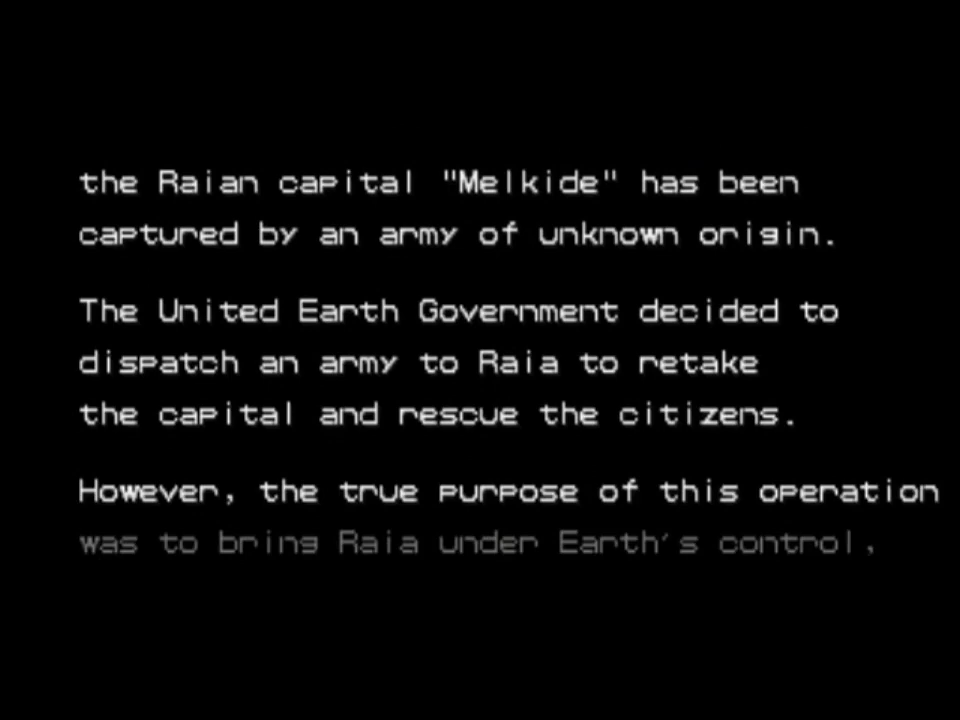 the Raian capital "Melkide" has been
captured by an army of unknown origin.
The United Earth Government decided to
dispatch an army to Raia to retake
the capital and rescue the citizens.
However, the true purpose of this operation
was to bring Raia under Earth's control,